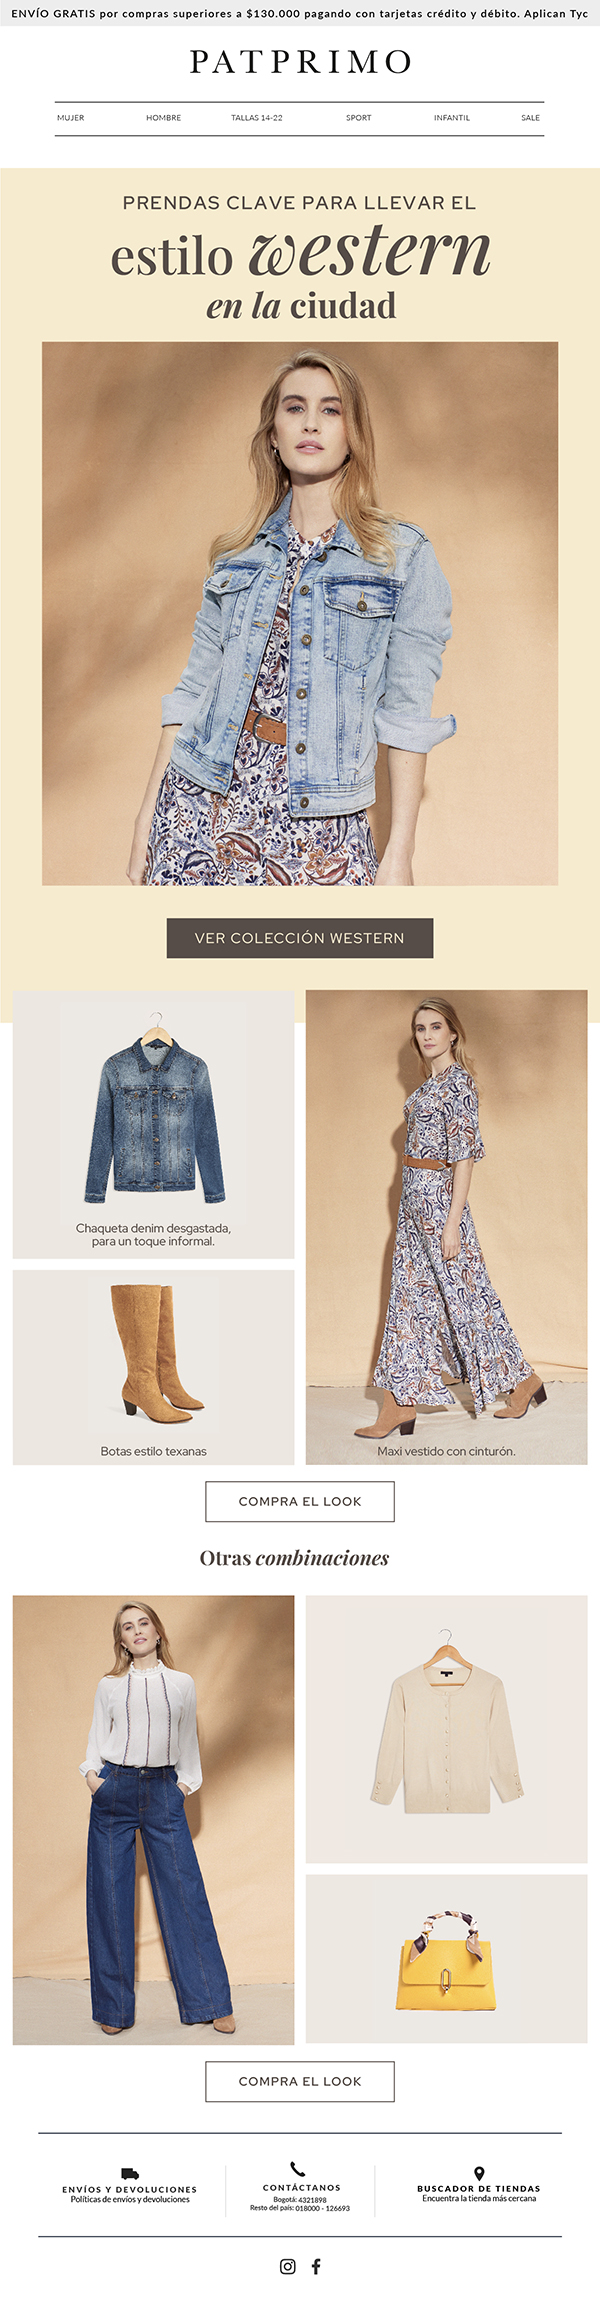 ENVÍO GRATIS por compras superiores a $130.000 pagando con tarjetas crédito y débito. Aplican Tyc
PATPRIMO
MUJER HOMBRE TALLAS 14-22 SPORT INFANTIL SALE
PRENDAS CLAVE PARA LLEVAR EL
estilo western
en la ciudad
VER COLECCIÓN WESTERN
Chaqueta denim desgastada,
para un toque informal.
Botas estilo texanas
Maxi vestido con cinturón.
COMPRA EL LOOK
Otras combinaciones
COMPRA EL LOOK
ENVÍOS Y DEVOLUCIONES
Políticas de envíos y devoluciones
CONTÁCTANOS
Bogotá: 4321898
Resto del país: 018000 - 126693
BUSCADOR DE TIENDAS
Encuentra la tienda más cercana